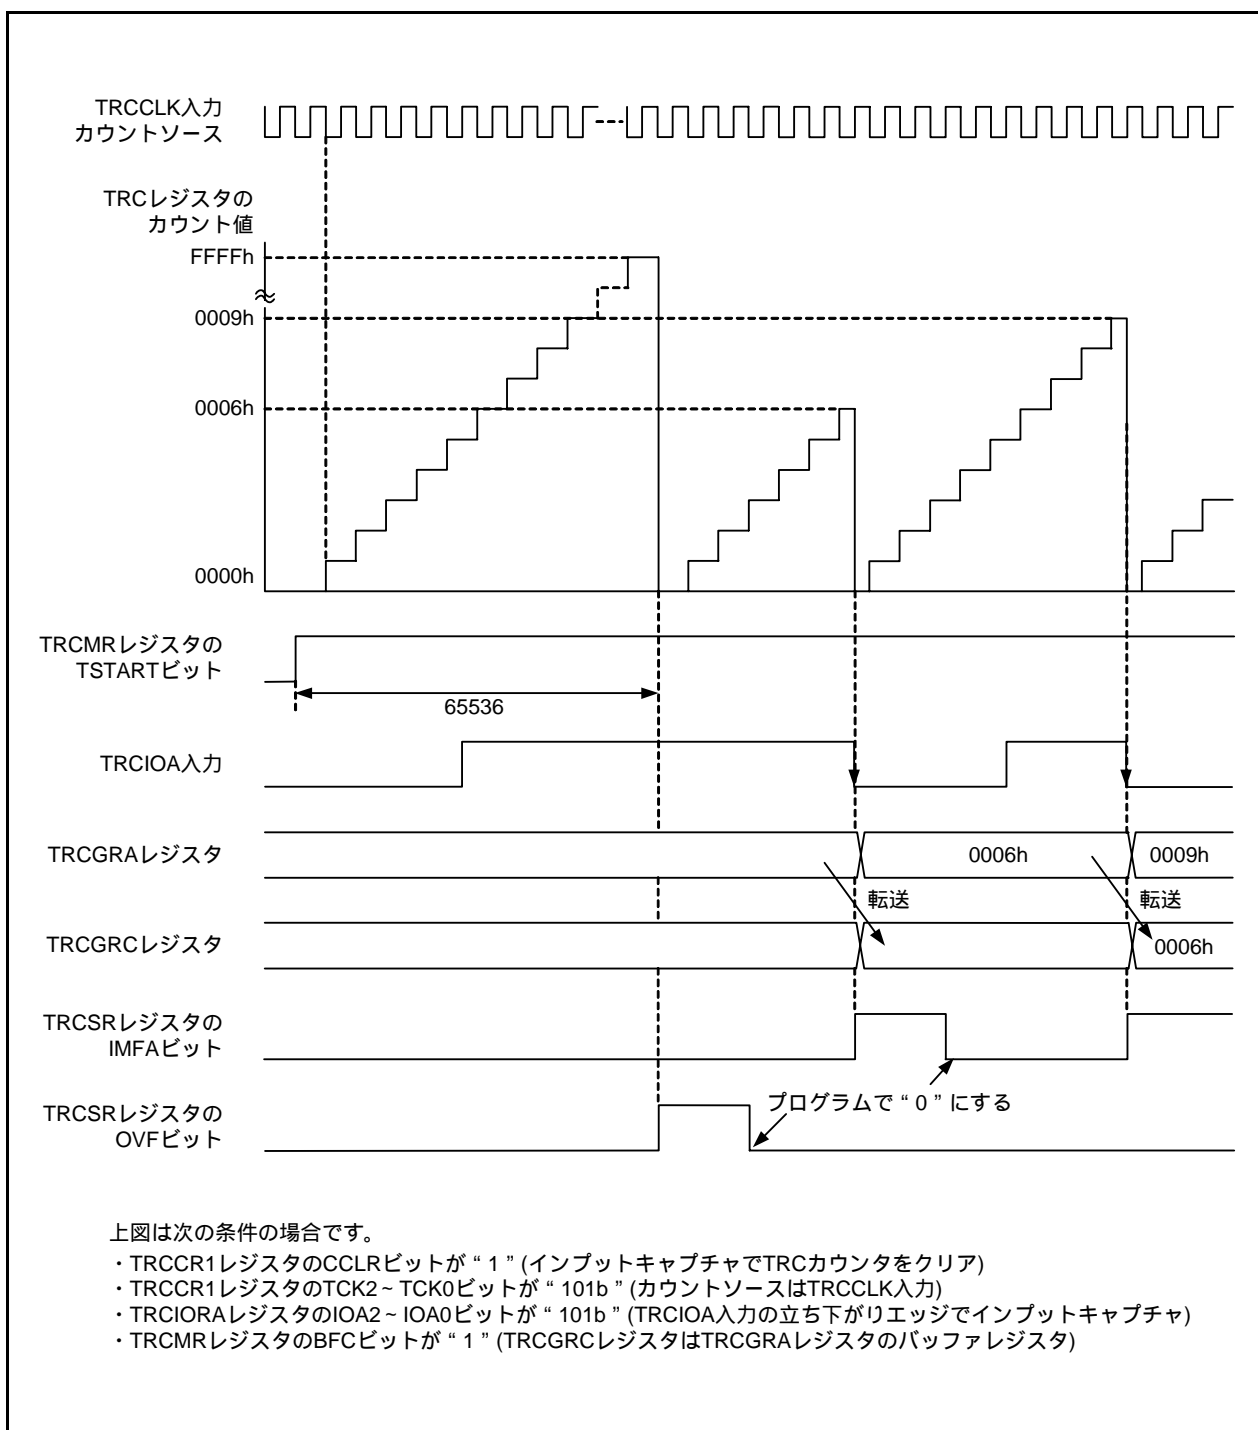 TRCCLK入力
カウントソース
TRCレジスタの
カウント値
FFFFh
0009h
0006h
0000h
TRCMRレジスタの
TSTARTビット
65536
TRCIOA入力
TRCGRAレジスタ
0006h
0009h
転送
転送
TRCGRCレジスタ
0006h
TRCSRレジスタの
IMFAビット
プログラムで“0”にする
TRCSRレジスタの
OVFビット
上図は次の条件の場合です。
・TRCCR1レジスタのCCLRビットが“1”(インプットキャプチャでTRCカウンタをクリア)
・TRCCR1レジスタのTCK2~TCK0ビットが“101b”(カウントソースはTRCCLK入力)
・TRCIORAレジスタのIOA2~IOA0ビットが“101b”(TRCIOA入力の立ち下がりエッジでインプットキャプチャ)
・TRCMRレジスタのBFCビットが“1”(TRCGRCレジスタはTRCGRAレジスタのバッファレジスタ)